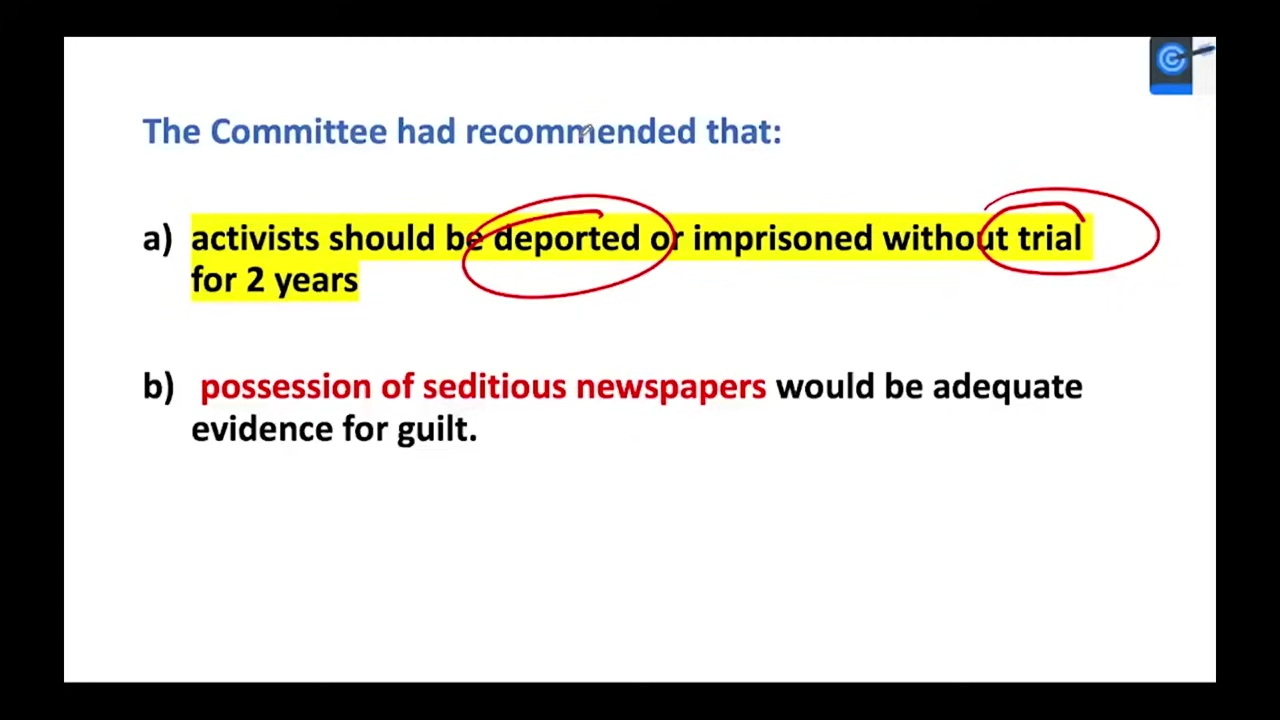 The Committee had recommended that:
a) activists should be deported or imprisoned without trial
for 2 years
b) possession of seditious newspapers would be adequate
evidence for guilt.